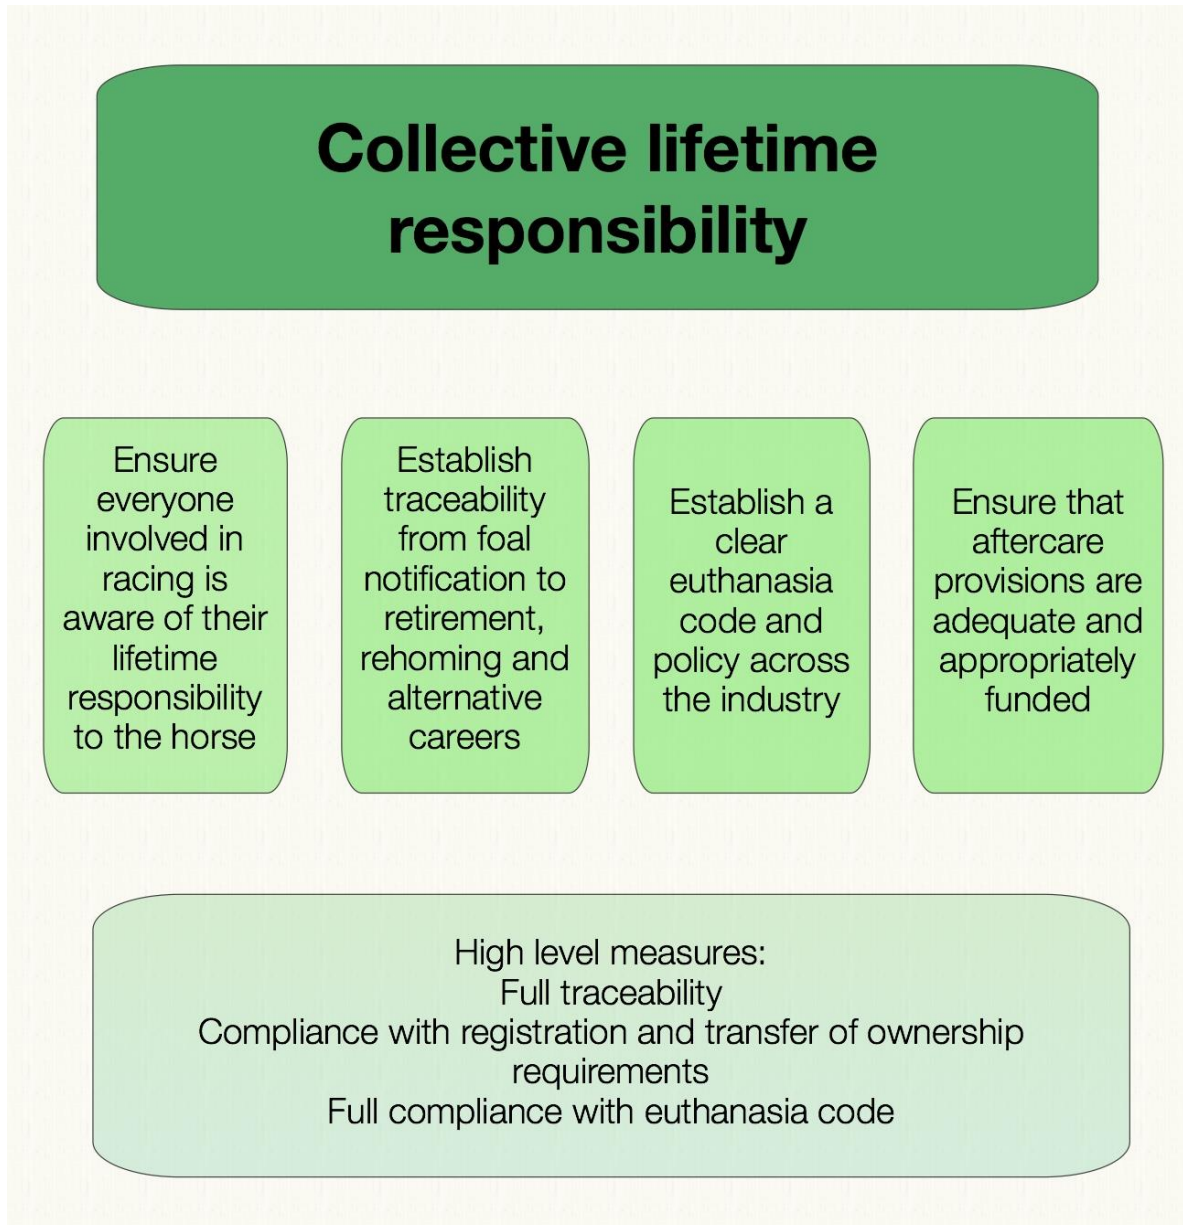 Collective lifetime
responsibility
Ensure
everyone
involved in
racing is
aware of their
lifetime
responsibility
to the horse
Establish
traceability
from foal
notification to
retirement,
rehoming and
alternative
careers
Establish a
clear
euthanasia
code and
policy across
the industry
Ensure that
aftercare
provisions are
adequate and
appropriately
funded
High level measures:
Full traceability
Compliance with registration and transfer of ownership
requirements
Full compliance with euthanasia code